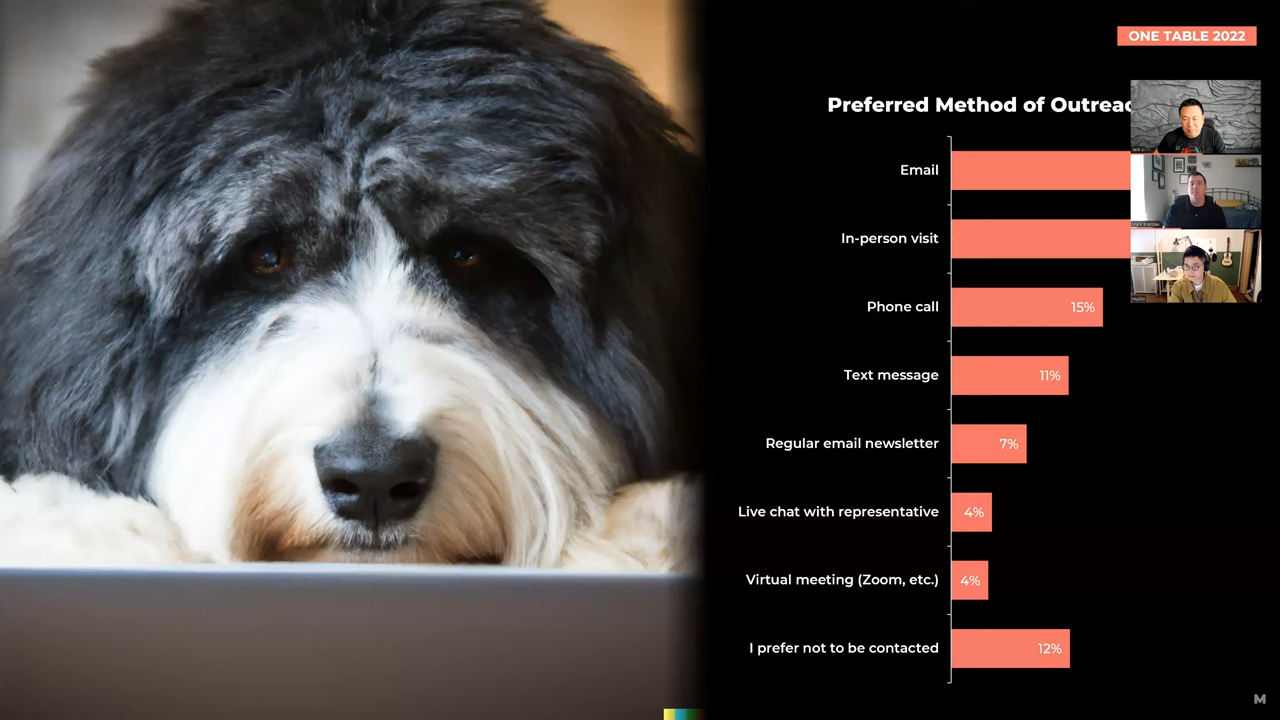 ONE TABLE 2022
Preferred Method of Outreac
Email
In-person visit
Phone call 15%
Text message 11%
Regular email newsletter 7%
Live chat with representative 4%
Virtual meeting (Zoom, etc.) 4%
I prefer not to be contacted 12%
M